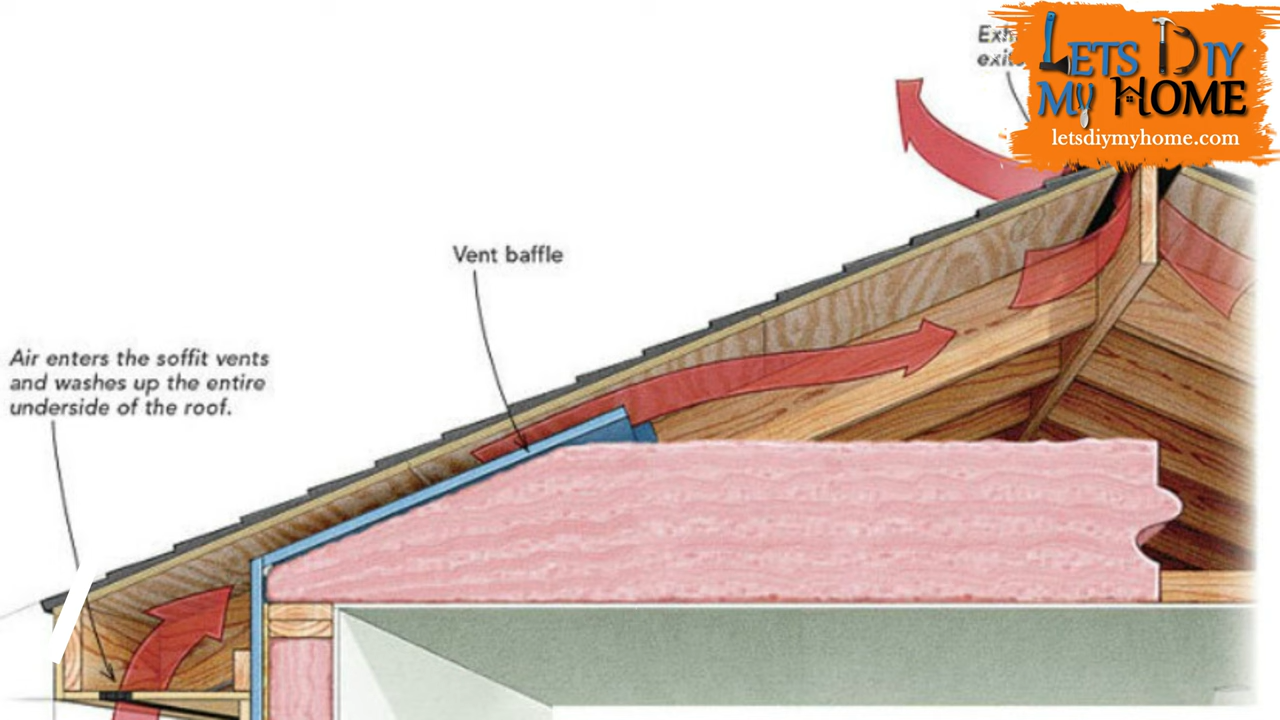 LETS DIY
MY HOME
letsdiymyhome.com
Vent baffle
Air enters the soffit vents
and washes up the entire
underside of the roof.